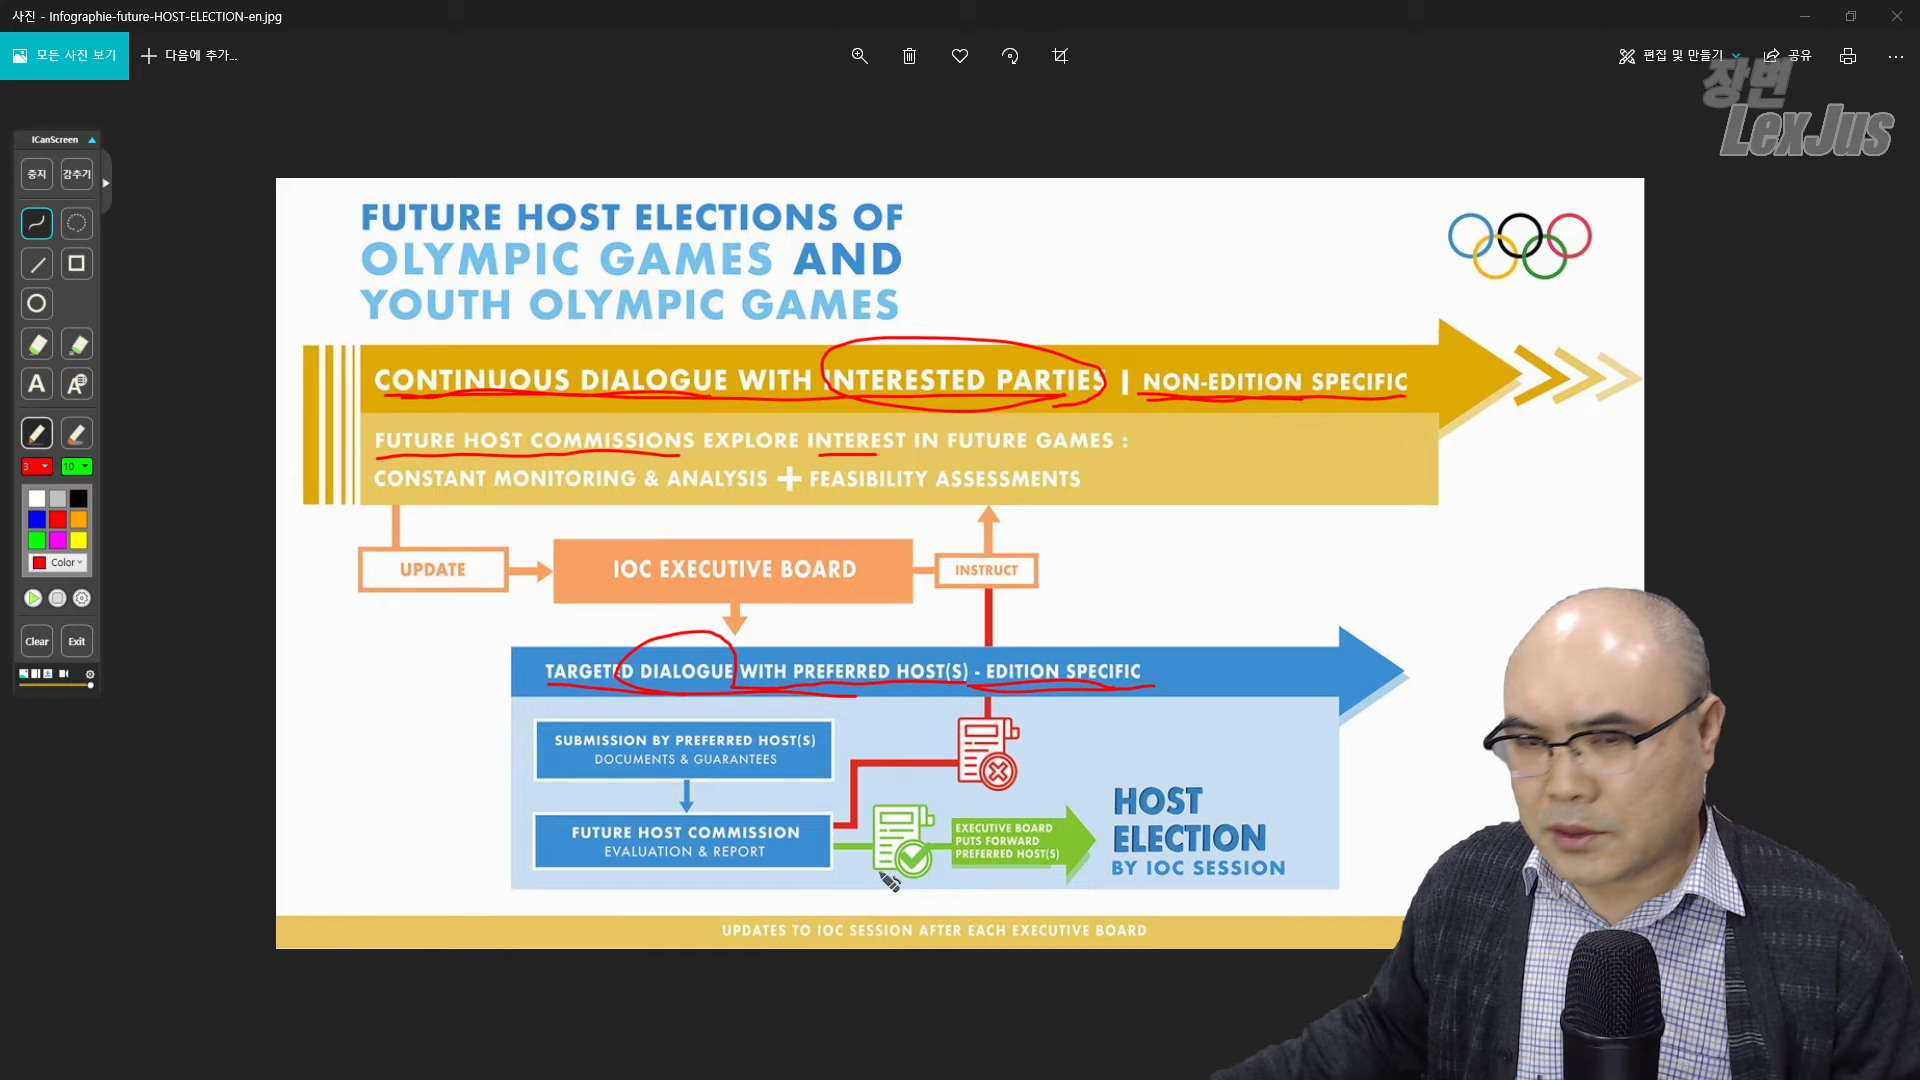 사진 - Infographie-future-HOST-ELECTION-en.jpg
모든 사진 보기
다음에 추가...
편집 및 만들기
공유
장변
LexJus
ICanScreen
중지
감추기
A
A
3
10
Color
Clear
Exit
FUTURE HOST ELECTIONS OF
OLYMPIC GAMES AND
YOUTH OLYMPIC GAMES
CONTINUOUS DIALOGUE WITH INTERESTED PARTIES | NON-EDITION SPECIFIC
FUTURE HOST COMMISSIONS EXPLORE INTEREST IN FUTURE GAMES :
CONSTANT MONITORING & ANALYSIS + FEASIBILITY ASSESSMENTS
UPDATE
IOC EXECUTIVE BOARD
INSTRUCT
TARGETED DIALOGUE WITH PREFERRED HOST(S) - EDITION SPECIFIC
SUBMISSION BY PREFERRED HOST(S)
DOCUMENTS & GUARANTEES
FUTURE HOST COMMISSION
EVALUATION & REPORT
EXECUTIVE BOARD
PUTS FORWARD
PREFERRED HOST(S)
HOST
ELECTION
BY IOC SESSION
UPDATES TO IOC SESSION AFTER EACH EXECUTIVE BOARD